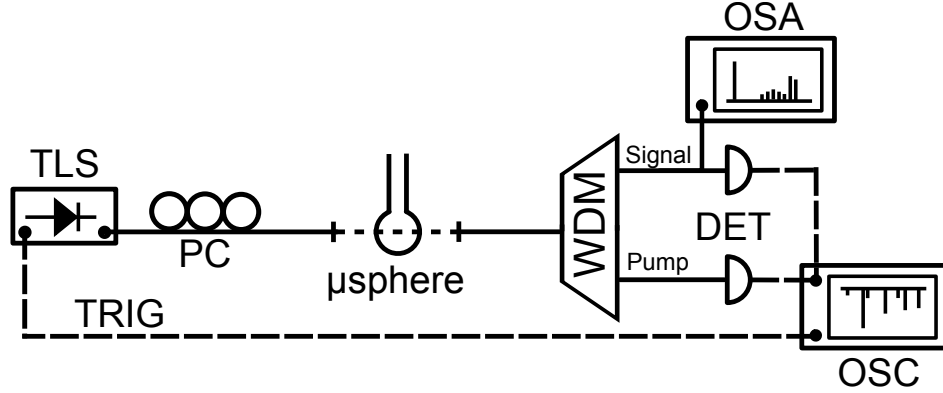 OSA
TLS
Signal
WDM
DET
PC
Pump
μsphere
TRIG
OSC